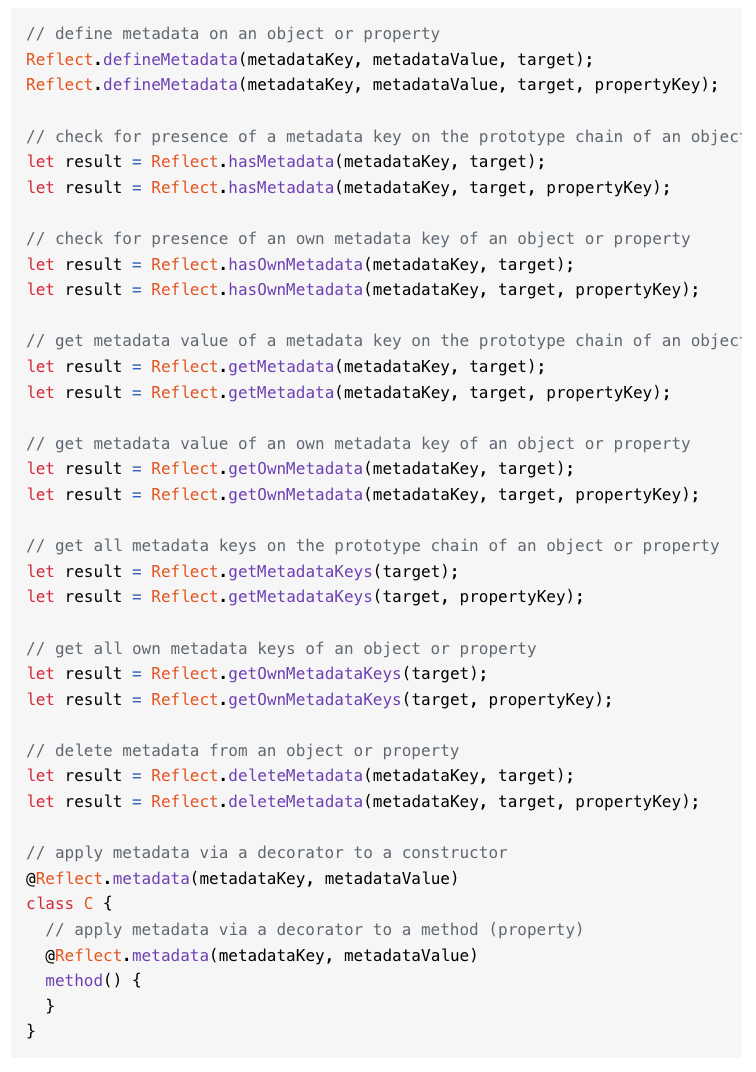 // define metadata on an object or property
Reflect.defineMetadata(metadataKey, metadataValue, target);
Reflect.defineMetadata(metadataKey, metadataValue, target, propertyKey);

// check for presence of a metadata key on the prototype chain of an objec
let result = Reflect.hasMetadata(metadataKey, target);
let result = Reflect.hasMetadata(metadataKey, target, propertyKey);

// check for presence of an own metadata key of an object or property
let result = Reflect.hasOwnMetadata(metadataKey, target);
let result = Reflect.hasOwnMetadata(metadataKey, target, propertyKey);

// get metadata value of a metadata key on the prototype chain of an objec
let result = Reflect.getMetadata(metadataKey, target);
let result = Reflect.getMetadata(metadataKey, target, propertyKey);

// get metadata value of an own metadata key of an object or property
let result = Reflect.getOwnMetadata(metadataKey, target);
let result = Reflect.getOwnMetadata(metadataKey, target, propertyKey);

// get all metadata keys on the prototype chain of an object or property
let result = Reflect.getMetadataKeys(target);
let result = Reflect.getMetadataKeys(target, propertyKey);

// get all own metadata keys of an object or property
let result = Reflect.getOwnMetadataKeys(target);
let result = Reflect.getOwnMetadataKeys(target, propertyKey);

// delete metadata from an object or property
let result = Reflect.deleteMetadata(metadataKey, target);
let result = Reflect.deleteMetadata(metadataKey, target, propertyKey);

// apply metadata via a decorator to a constructor
@Reflect.metadata(metadataKey, metadataValue)
class C {
  // apply metadata via a decorator to a method (property)
  @Reflect.metadata(metadataKey, metadataValue)
  method() {
  }
}